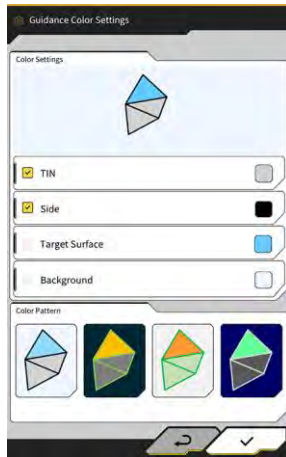 Guidance Color Settings
Color Settings
TIN
Side
Target Surface
Background
Color Pattern